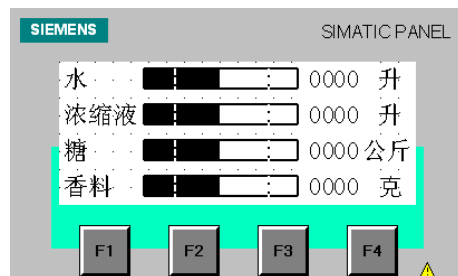 SIEMENS SIMATIC PANEL
水 0000 升
浓缩液 0000 升
糖 0000 公斤
香料 0000 克
F1 F2 F3 F4